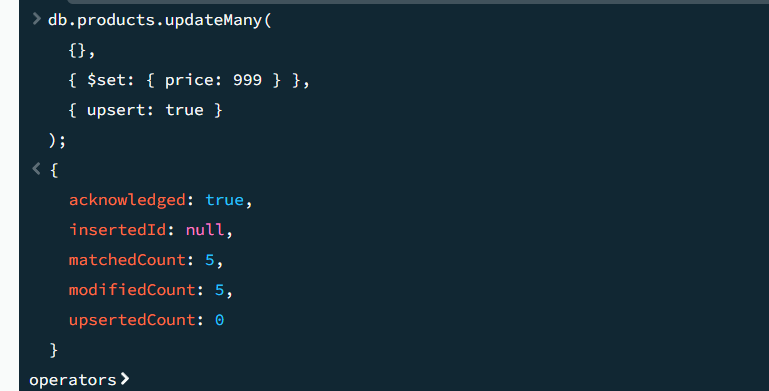 > db.products.updateMany(
{},
{ $set: { price: 999 } },
{ upsert: true }
);
< {
acknowledged: true,
insertedId: null,
matchedCount: 5,
modifiedCount: 5,
upsertedCount: 0
}
operators>